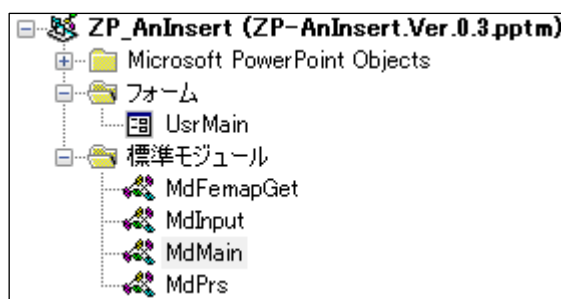 ZP_AnInsert (ZP-AnInsert.Ver.0.3.pptm)
Microsoft PowerPoint Objects
フォーム
UsrMain
標準モジュール
MdFemapGet
MdInput
MdMain
MdPrs